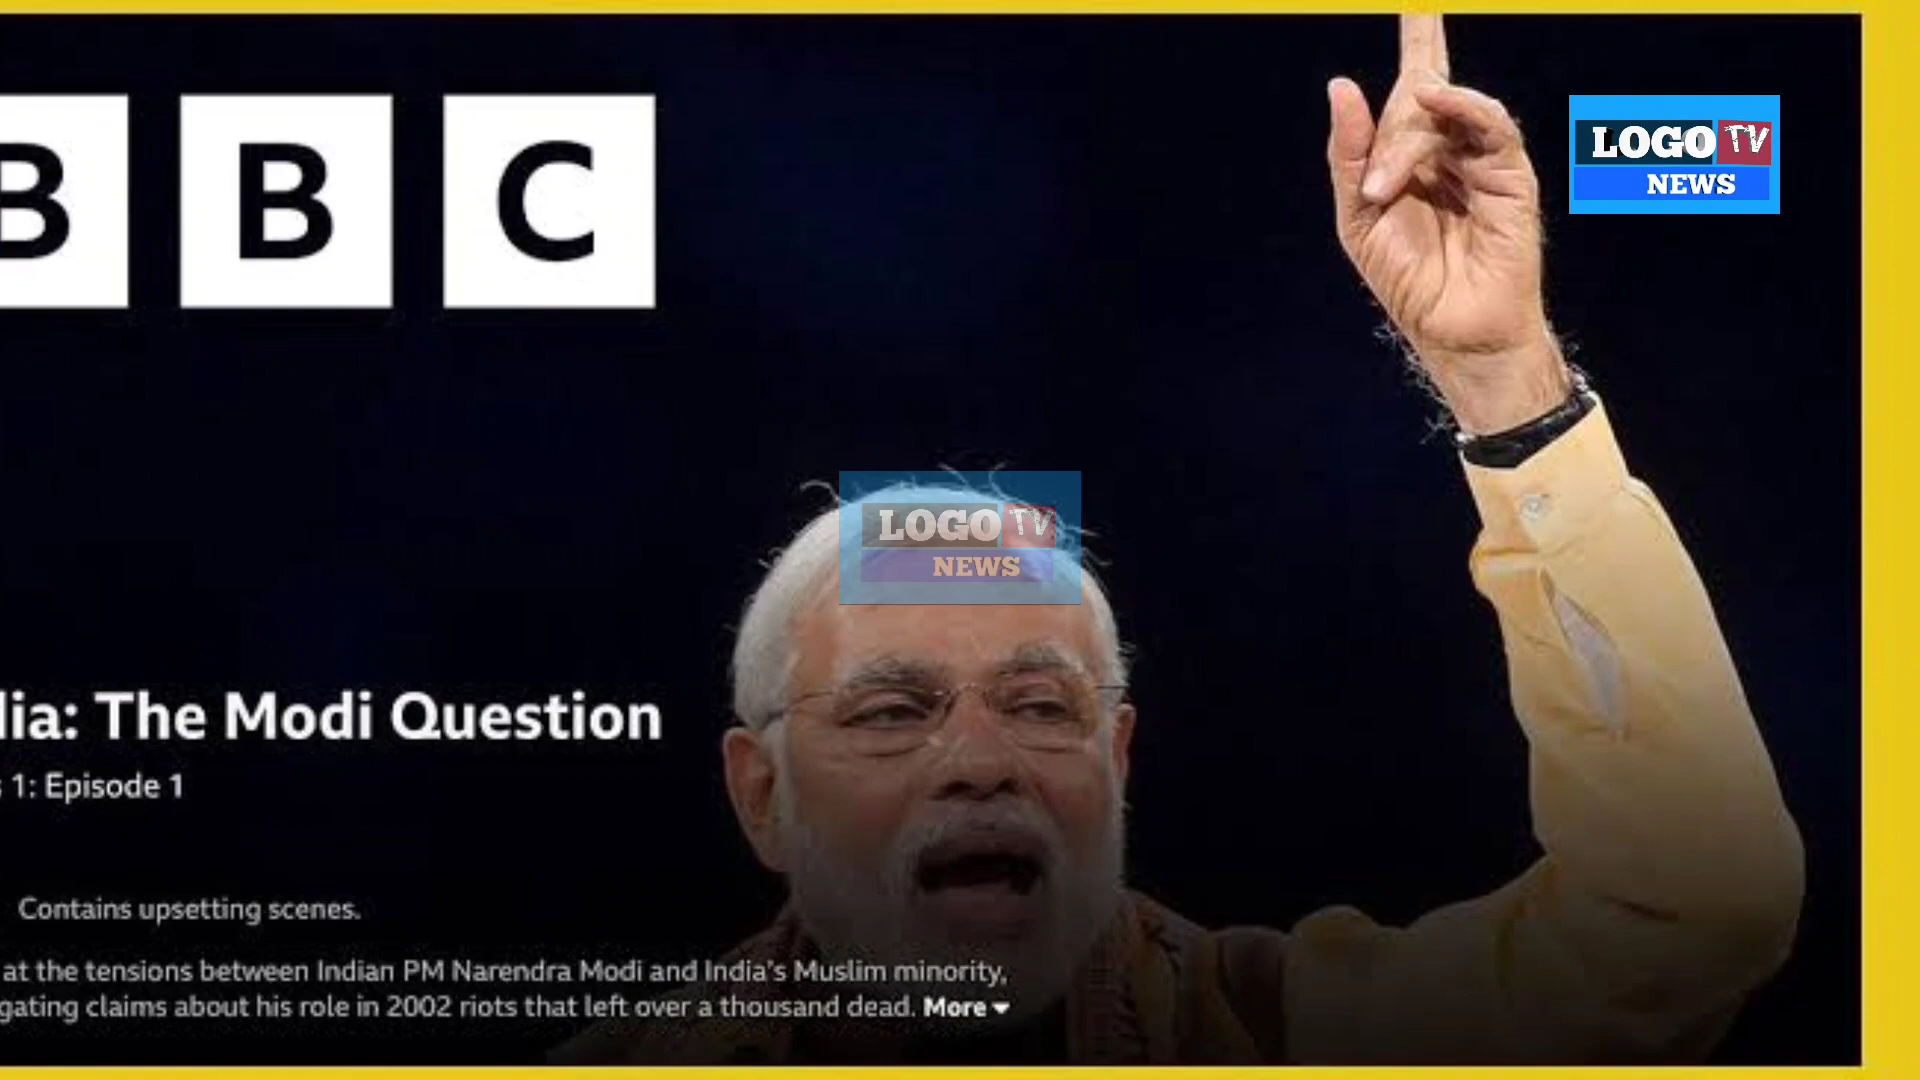 B B C
LOGO TV
NEWS
LOGO TV
NEWS
dia: The Modi Question
s 1: Episode 1
Contains upsetting scenes.
at the tensions between Indian PM Narendra Modi and India's Muslim minority,
gating claims about his role in 2002 riots that left over a thousand dead. More